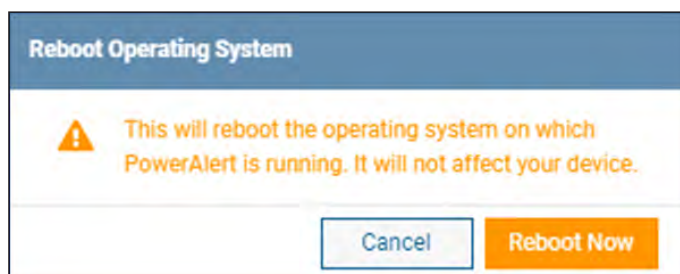 Reboot Operating System
This will reboot the operating system on which
PowerAlert is running. It will not affect your device.
Cancel
Reboot Now